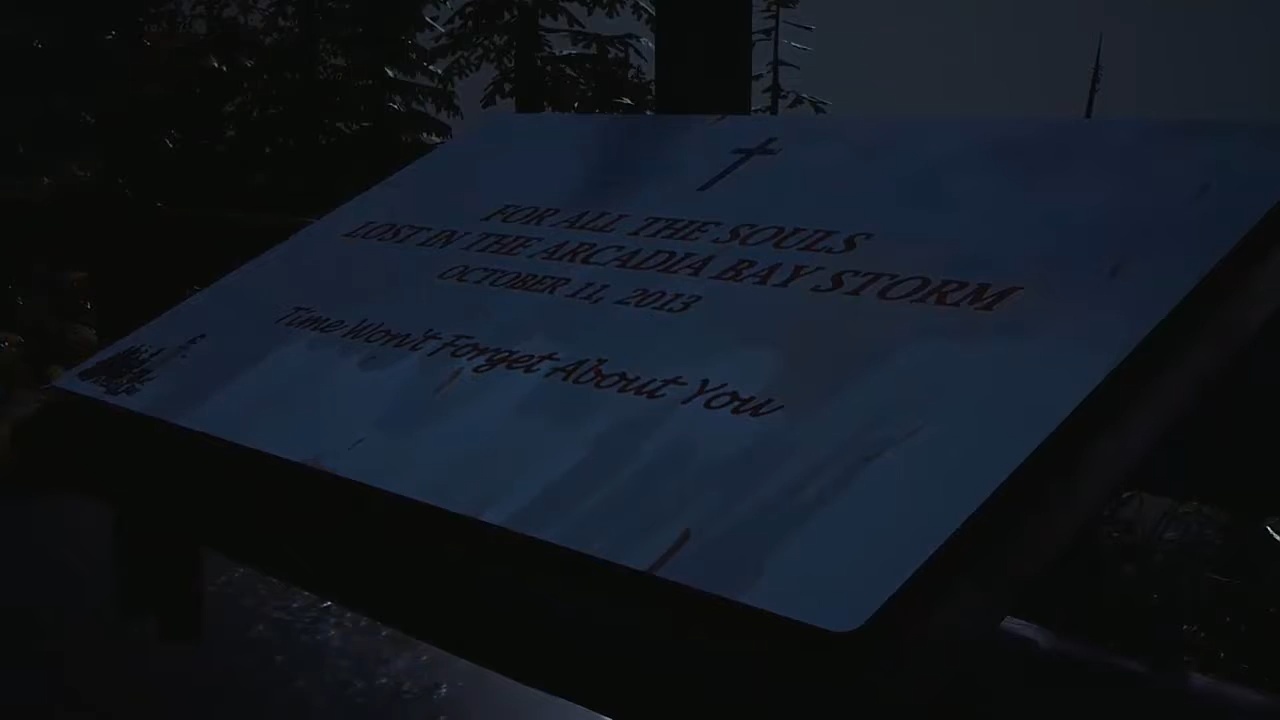 FOR ALL THE SOULS
LOST IN THE ARCADIA BAY STORM
OCTOBER 11, 2013
Time Won't Forget About You